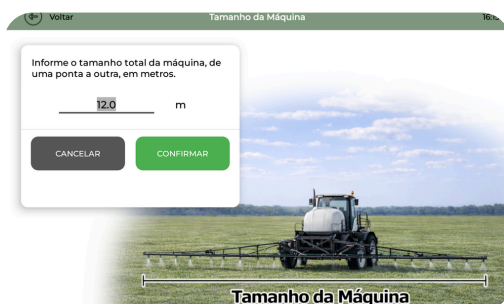 Voltar
Tamanho da Máquina
Informe o tamanho total da máquina, de
uma ponta a outra, em metros.
12.0 m
CANCELAR
CONFIRMAR
Tamanho da Máquina